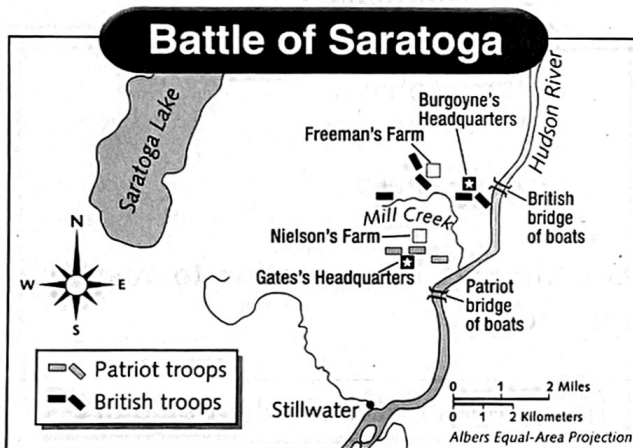 Battle of Saratoga
Saratoga Lake
Hudson River
Burgoyne's
Headquarters
Freeman's Farm
British
bridge
of boats
Mill Creek
Nielson's Farm
Gates's Headquarters
Patriot
bridge
of boats
N
W
E
S
Patriot troops
British troops
Stillwater
0 1 2 Miles
0 1 2 Kilometers
Albers Equal-Area Projection